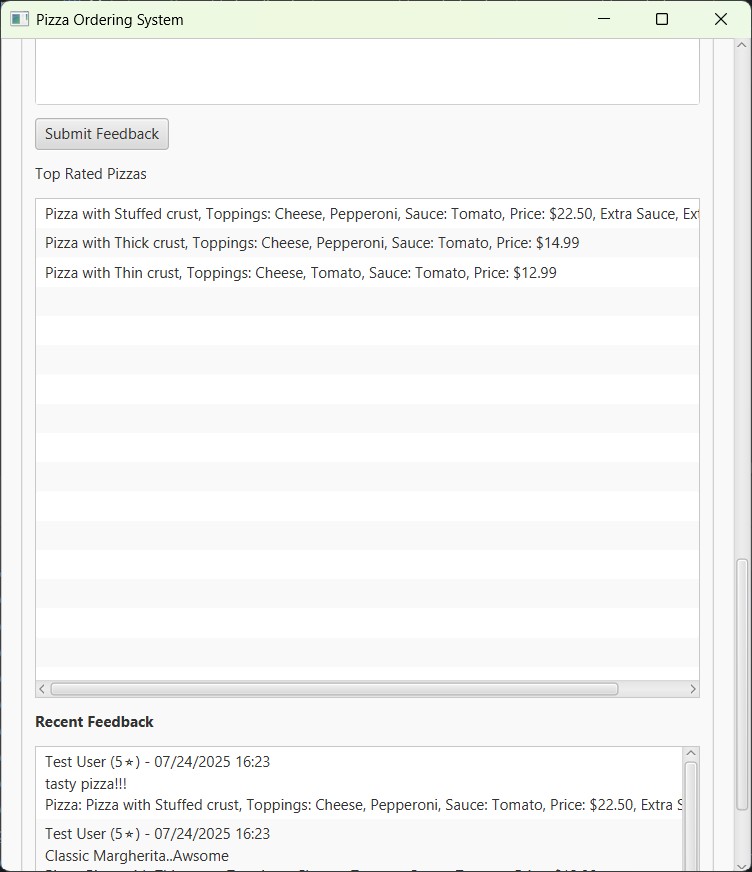 Pizza Ordering System
Submit Feedback
Top Rated Pizzas
Pizza with Stuffed crust, Toppings: Cheese, Pepperoni, Sauce: Tomato, Price: $22.50, Extra Sauce, Ex
Pizza with Thick crust, Toppings: Cheese, Pepperoni, Sauce: Tomato, Price: $14.99
Pizza with Thin crust, Toppings: Cheese, Tomato, Sauce: Tomato, Price: $12.99
Recent Feedback
Test User (5★) - 07/24/2025 16:23
tasty pizza!!!
Pizza: Pizza with Stuffed crust, Toppings: Cheese, Pepperoni, Sauce: Tomato, Price: $22.50, Extra S
Test User (5★) - 07/24/2025 16:23
Classic Margherita..Awsome